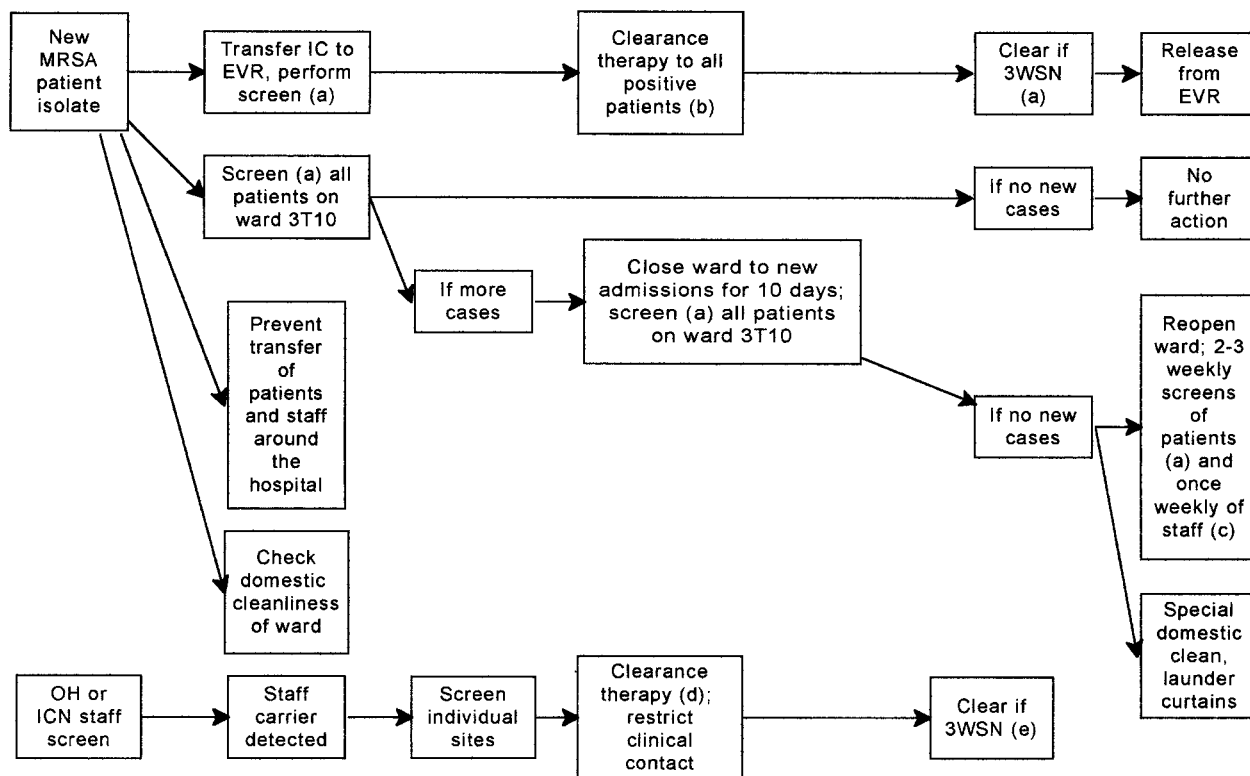 New
MRSA
patient
isolate
Transfer IC to
EVR, perform
screen (a)
Clearance
therapy to all
positive
patients (b)
Clear if
3WSN
(a)
Release
from
EVR
Screen (a) all
patients on
ward 3T10
If no new
cases
No
further
action
If more
cases
Close ward to new
admissions for 10 days;
screen (a) all patients
on ward 3T10
Prevent
transfer
of
patients
and staff
around
the
hospital
If no new
cases
Reopen
ward; 2-3
weekly
screens
of
patients
(a) and
once
weekly of
staff (c)
Check
domestic
cleanliness
of ward
Special
domestic
clean,
launder
curtains
OH or
ICN staff
screen
Staff
carrier
detected
Screen
individual
sites
Clearance
therapy (d);
restrict
clinical
contact
Clear if
3WSN (e)